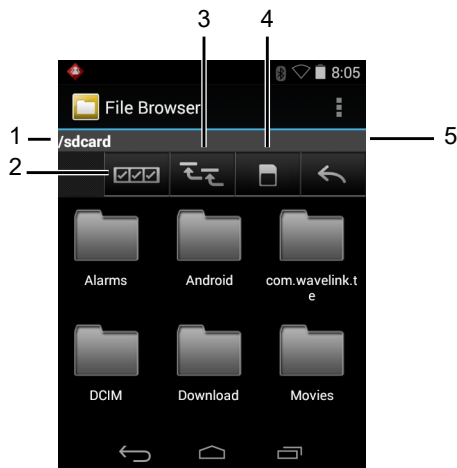 3 4
8:05
File Browser
1 /sdcard 5
2
Alarms Android com.wavelink.t
e
DCIM Download Movies